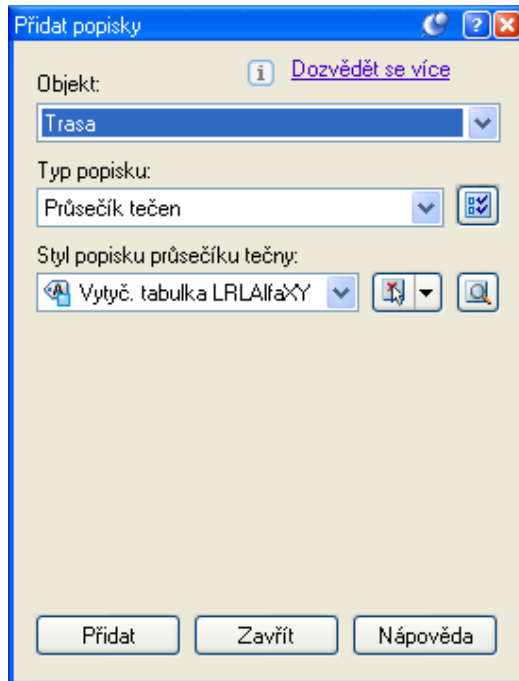 Přidat popisky
Dozvědět se více
Objekt:
Trasa
Typ popisku:
Průsečík tečen
Styl popisku průsečíku tečny:
Vytyč. tabulka LRLAlfaXY
Přidat
Zavřít
Nápověda